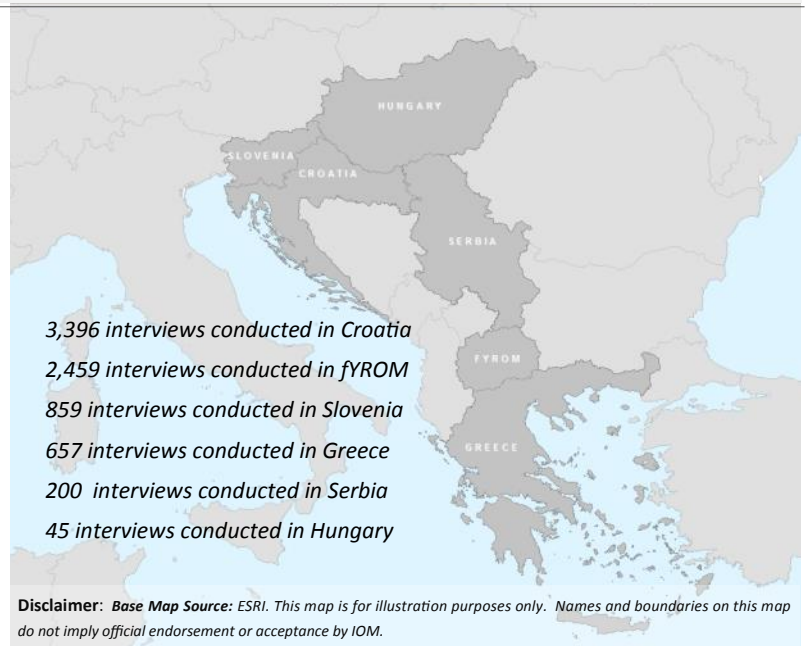 HUNGARY
SLOVENIA
CROATIA
SERBIA
3,396 interviews conducted in Croatia
2,459 interviews conducted in fYROM
FYROM
859 interviews conducted in Slovenia
657 interviews conducted in Greece
GREECE
200 interviews conducted in Serbia
45 interviews conducted in Hungary
Disclaimer: Base Map Source: ESRI. This map is for illustration purposes only. Names and boundaries on this map
do not imply official endorsement or acceptance by IOM.